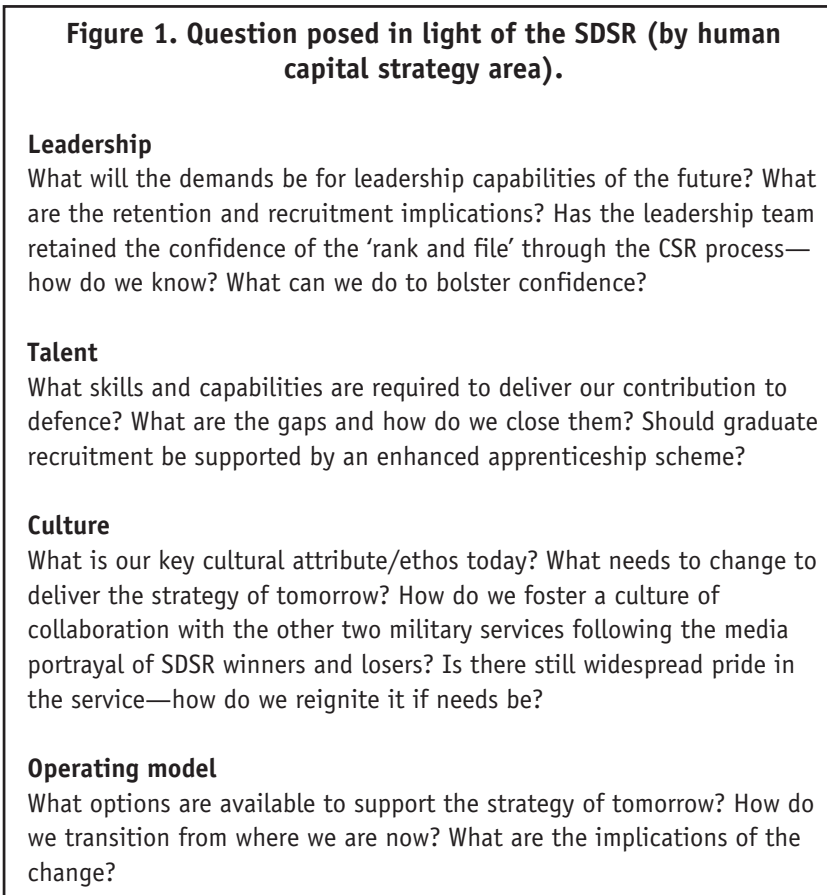 Figure 1. Question posed in light of the SDSR (by human
capital strategy area).
Leadership
What will the demands be for leadership capabilities of the future? What
are the retention and recruitment implications? Has the leadership team
retained the confidence of the ‘rank and file’ through the CSR process—
how do we know? What can we do to bolster confidence?
Talent
What skills and capabilities are required to deliver our contribution to
defence? What are the gaps and how do we close them? Should graduate
recruitment be supported by an enhanced apprenticeship scheme?
Culture
What is our key cultural attribute/ethos today? What needs to change to
deliver the strategy of tomorrow? How do we foster a culture of
collaboration with the other two military services following the media
portrayal of SDSR winners and losers? Is there still widespread pride in
the service—how do we reignite it if needs be?
Operating model
What options are available to support the strategy of tomorrow? How do
we transition from where we are now? What are the implications of the
change?